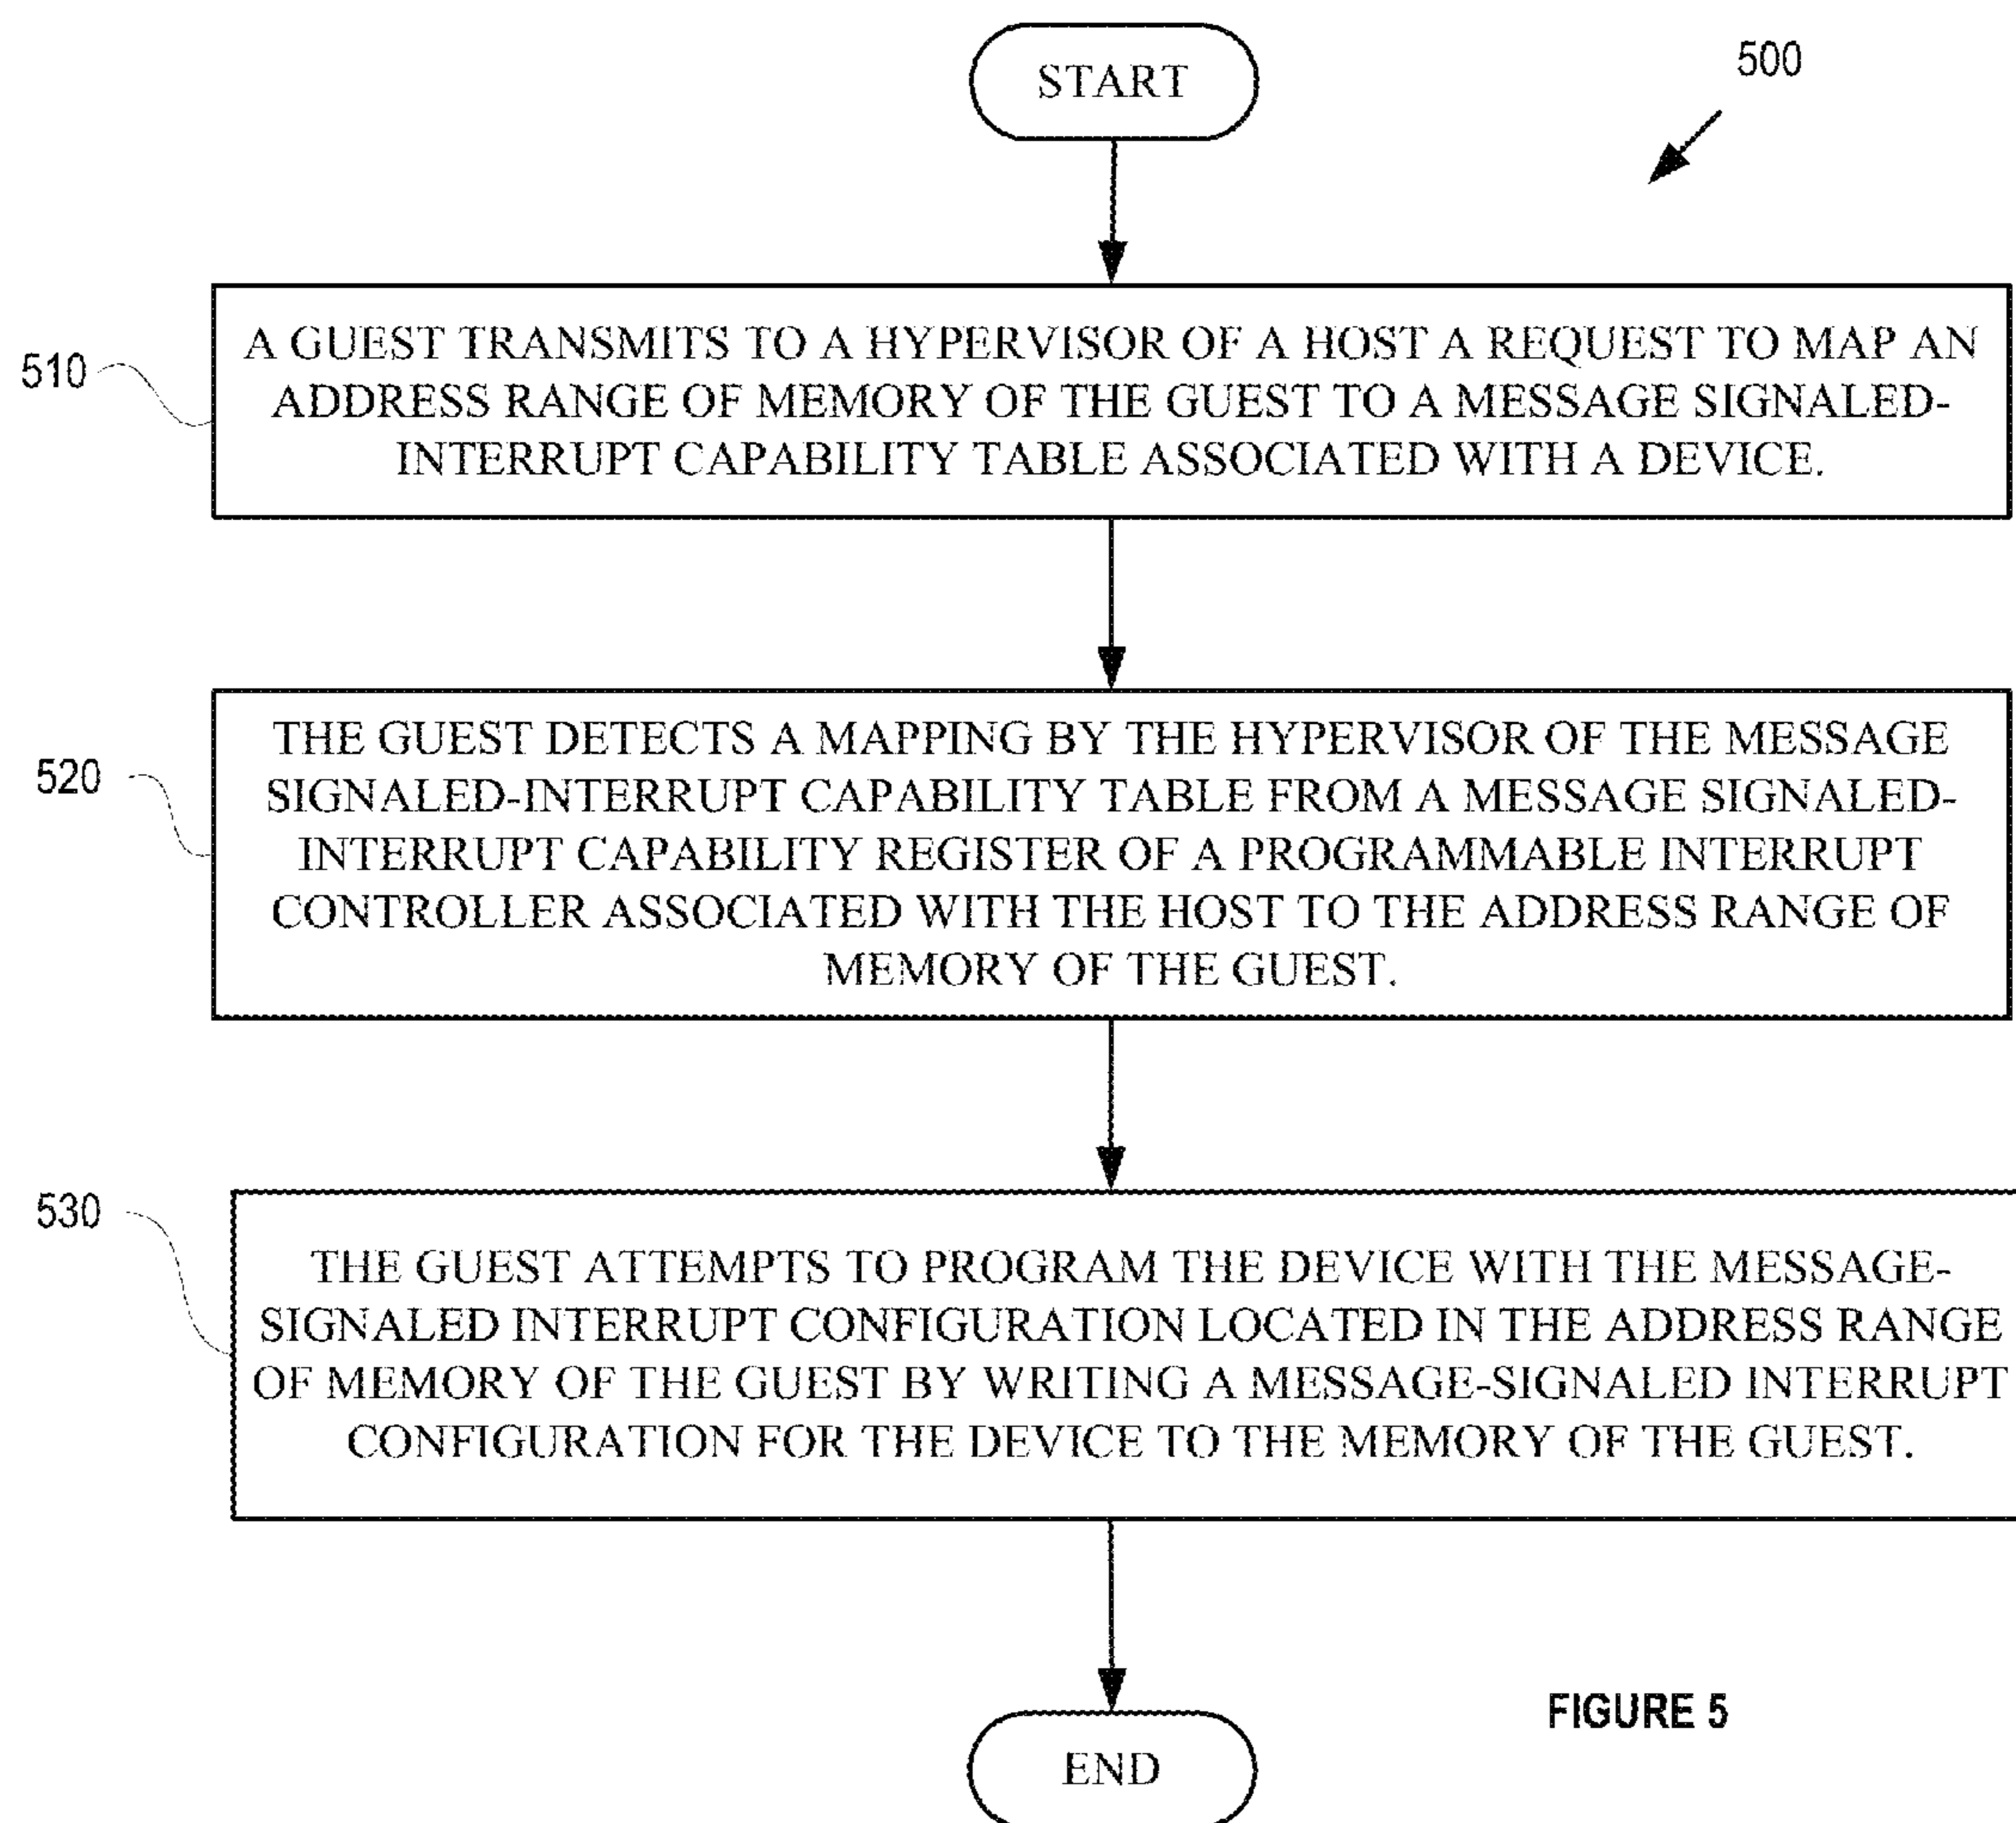 START
500
510
A GUEST TRANSMITS TO A HYPERVISOR OF A HOST A REQUEST TO MAP AN
ADDRESS RANGE OF MEMORY OF THE GUEST TO A MESSAGE SIGNALED-
INTERRUPT CAPABILITY TABLE ASSOCIATED WITH A DEVICE.
520
THE GUEST DETECTS A MAPPING BY THE HYPERVISOR OF THE MESSAGE
SIGNALED-INTERRUPT CAPABILITY TABLE FROM A MESSAGE SIGNALED-
INTERRUPT CAPABILITY REGISTER OF A PROGRAMMABLE INTERRUPT
CONTROLLER ASSOCIATED WITH THE HOST TO THE ADDRESS RANGE OF
MEMORY OF THE GUEST.
530
THE GUEST ATTEMPTS TO PROGRAM THE DEVICE WITH THE MESSAGE-
SIGNALED INTERRUPT CONFIGURATION LOCATED IN THE ADDRESS RANGE
OF MEMORY OF THE GUEST BY WRITING A MESSAGE-SIGNALED INTERRUPT
CONFIGURATION FOR THE DEVICE TO THE MEMORY OF THE GUEST.
FIGURE 5
END